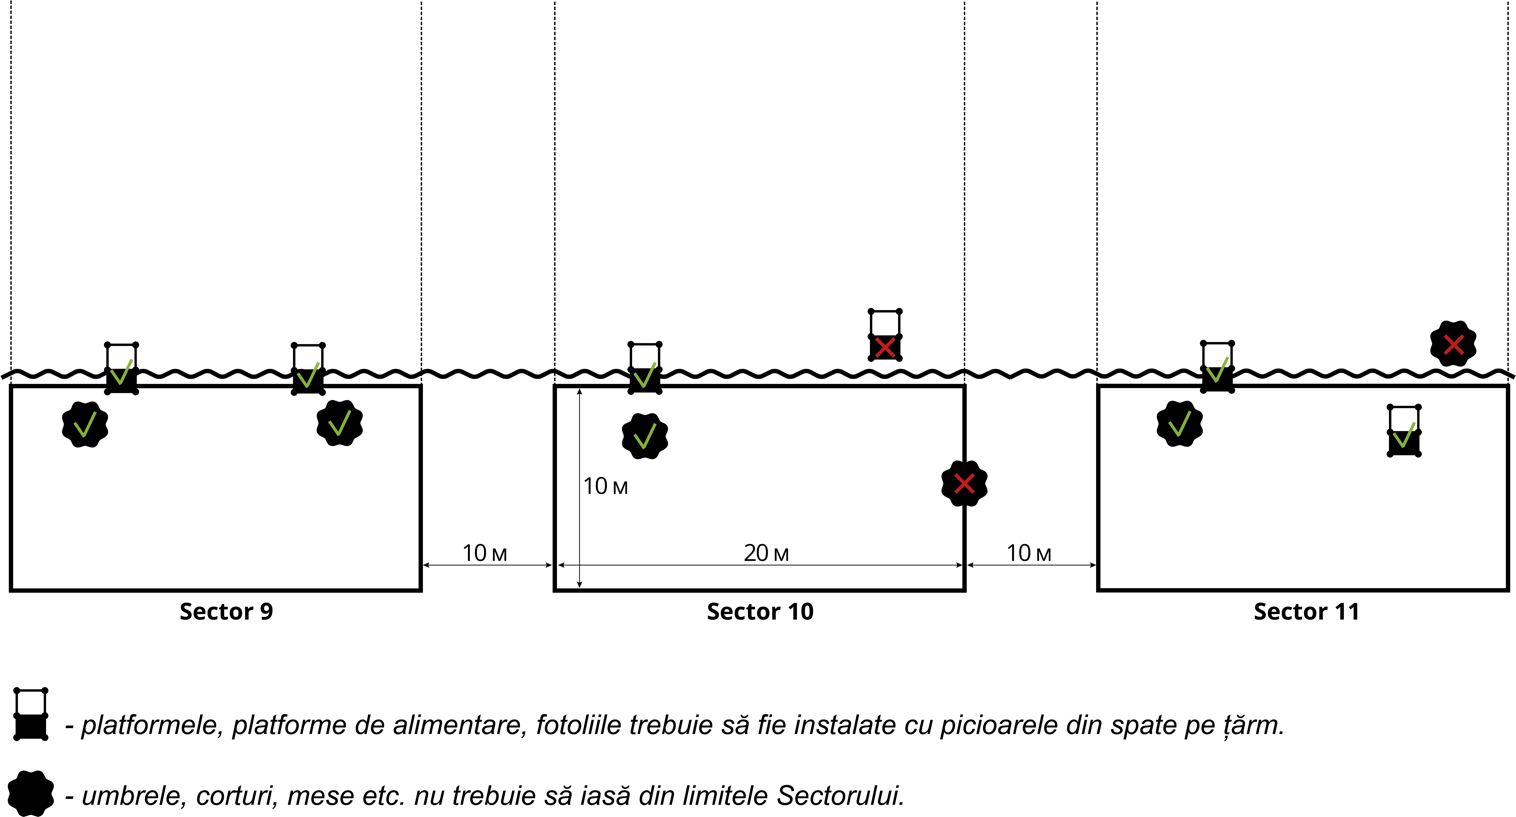 10 м
10 м
20 м
10 м
Sector 9
Sector 10
Sector 11
- platformele, platforme de alimentare, fotoliile trebuie să fie instalate cu picioarele din spate pe țărm.
- umbrele, corturi, mese etc. nu trebuie să iasă din limitele Sectorului.